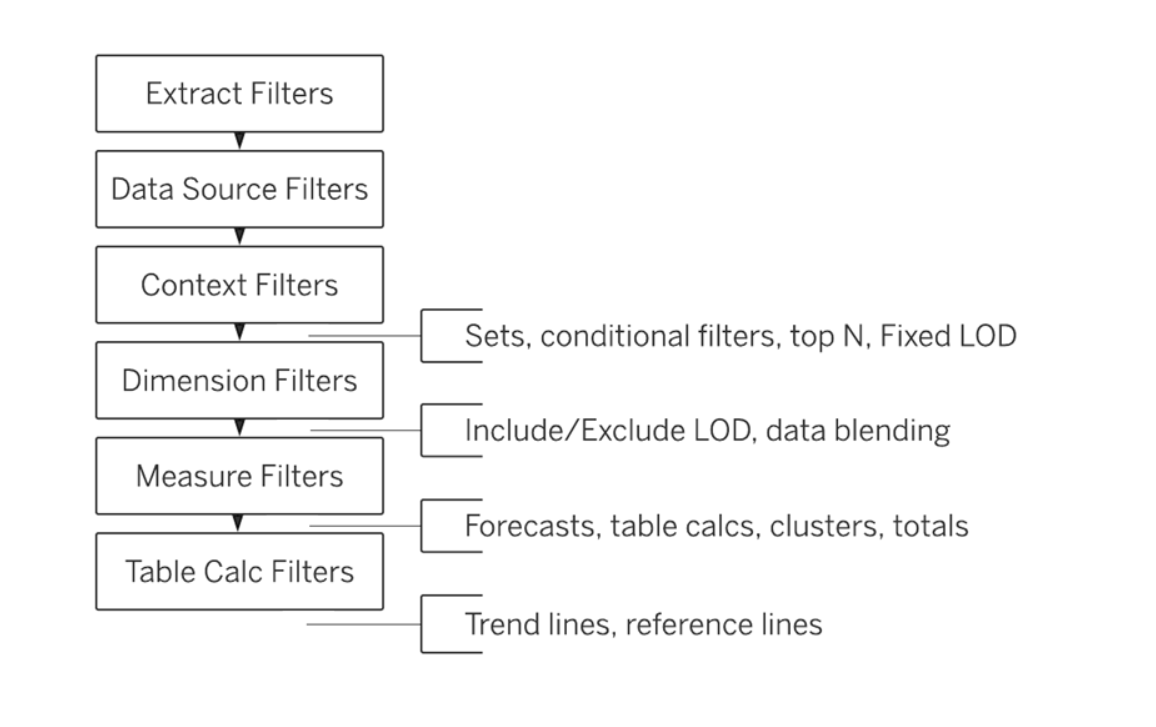 Extract Filters
Data Source Filters
Context Filters
Sets, conditional filters, top N, Fixed LOD
Dimension Filters
Include/Exclude LOD, data blending
Measure Filters
Forecasts, table calcs, clusters, totals
Table Calc Filters
Trend lines, reference lines